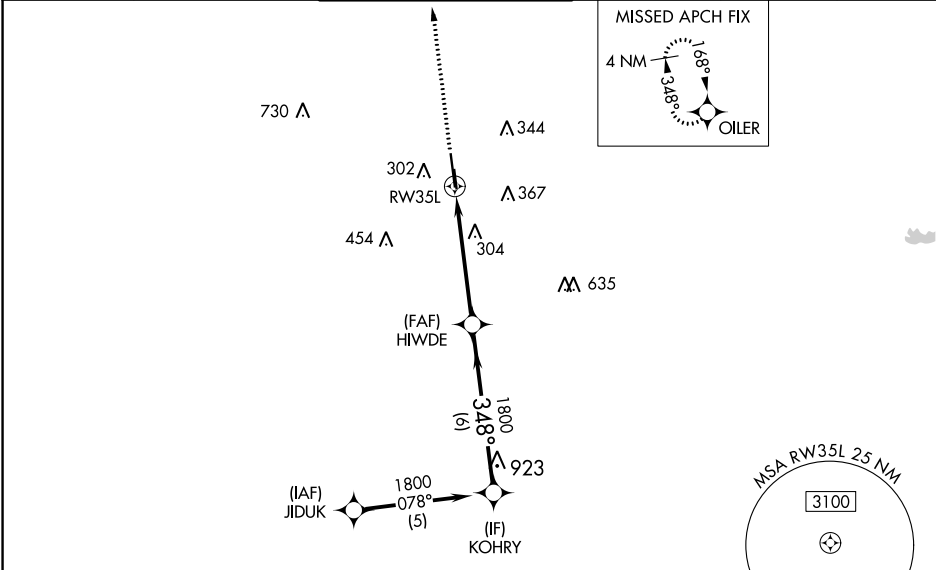 MISSED APCH FIX
4 NM
168°
348°
OILER
730
344
302
RW35L
367
454
304
635
(FAF)
HIWDE
1800
348°
(6)
923
(IAF)
JIDUK
1800
078°
(5)
(IF)
KOHRY
MSA RW35L 25 NM
3100